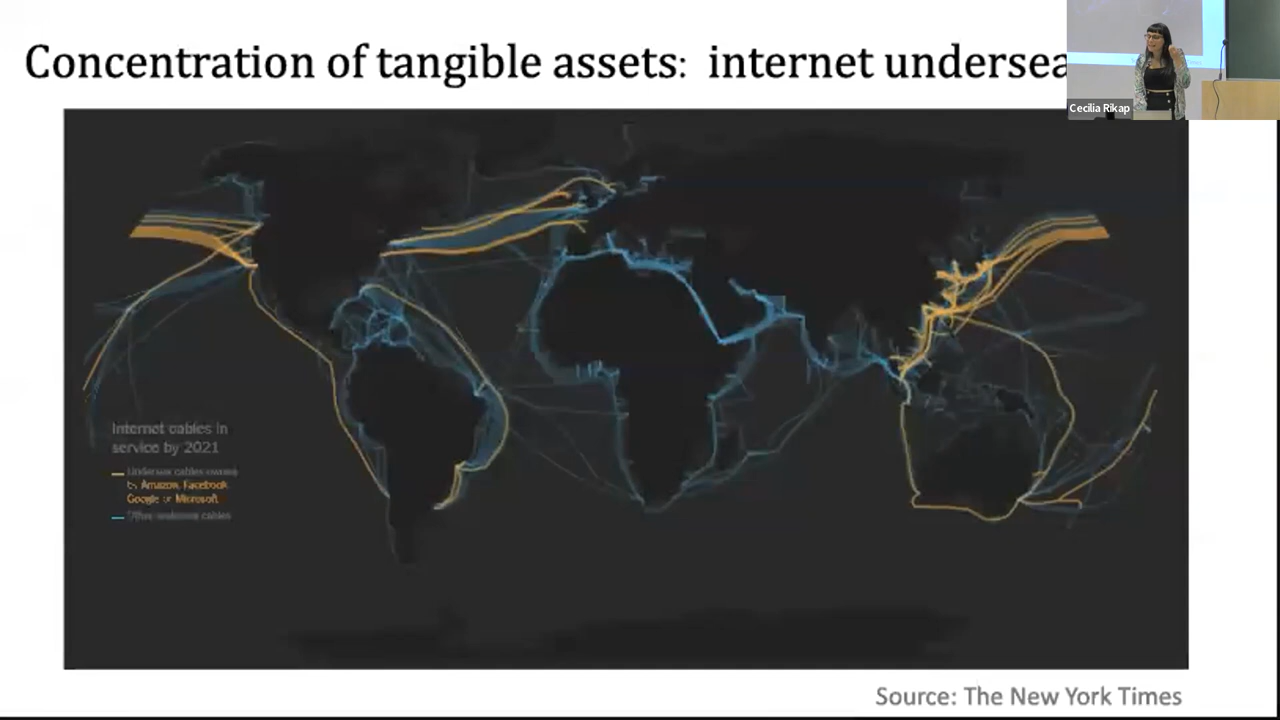 Concentration of tangible assets: internet undersea
Cecilia Rikap
Internet cables in
service by 2021
Undersea cables owned
by Amazon, Facebook
Google or Microsoft
Other undersea cables
Source: The New York Times